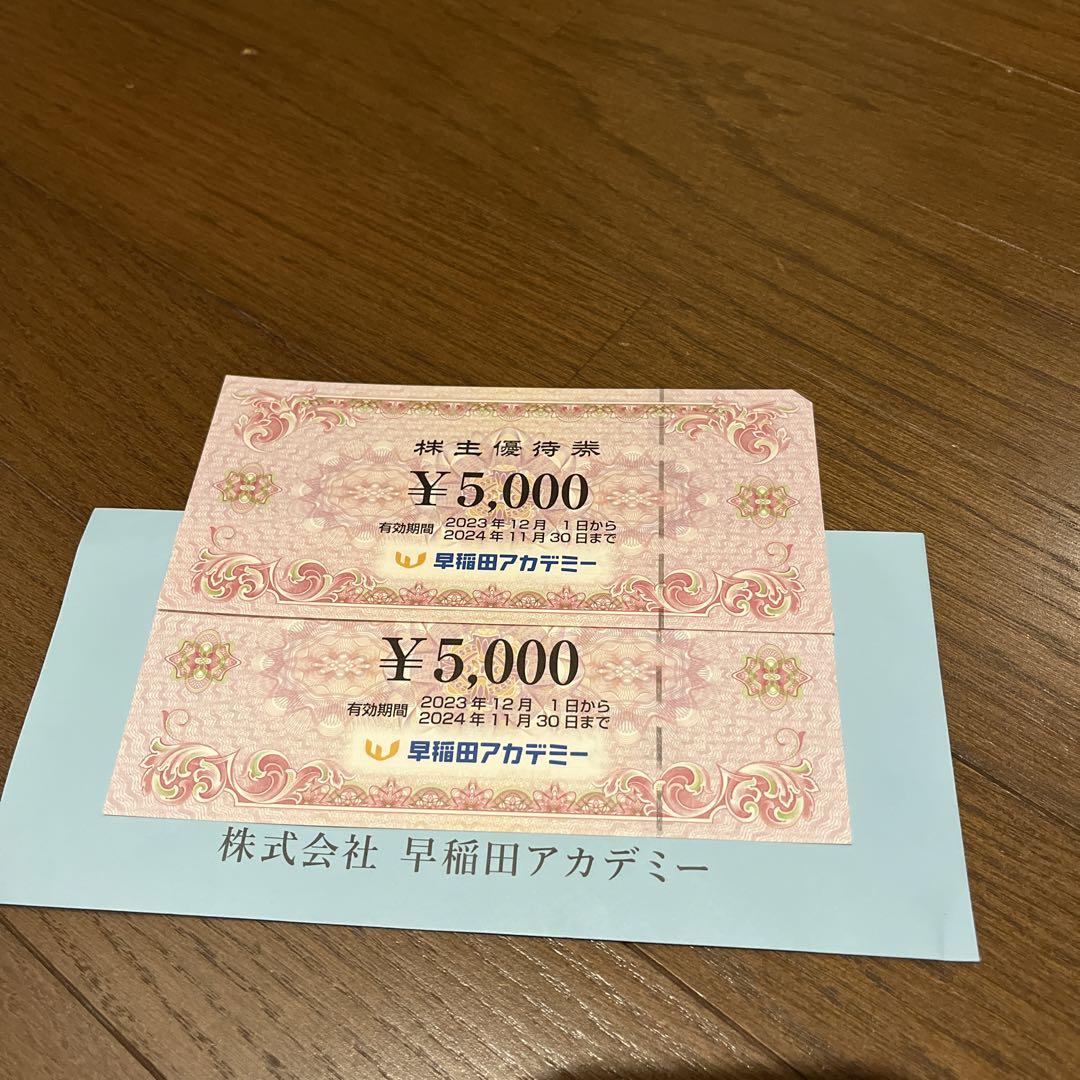 株主優待券
￥5,000
有効期間 2023年12月 1日から
2024年11月30日まで
早稲田アカデミー
￥5,000
有効期間 2023年12月 1日から
2024年11月30日まで
早稲田アカデミー
株式会社 早稲田アカデミー